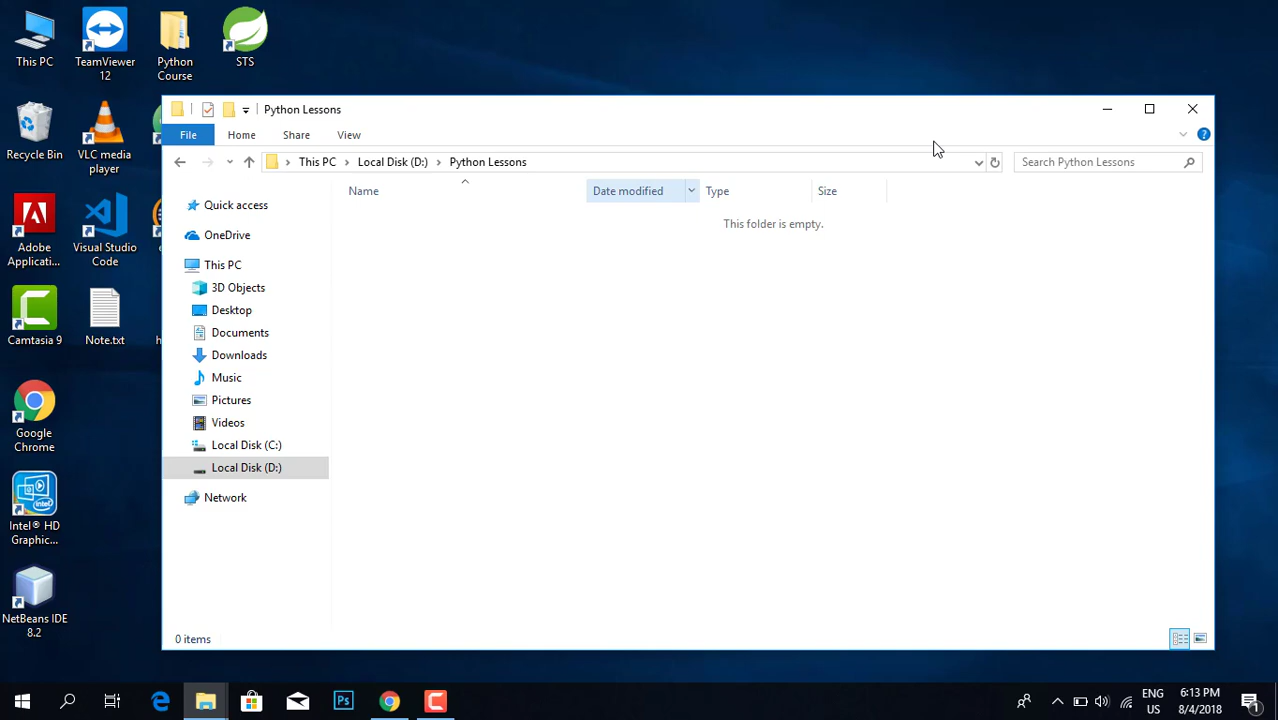 This PC
TeamViewer
12
Python
Course
STS
Recycle Bin
VLC media
player
Adobe
Applicati...
Visual Studio
Code
Camtasia 9
Note.txt
Google
Chrome
Intel® HD
Graphic...
NetBeans IDE
8.2
Python Lessons
File
Home
Share
View
This PC
Local Disk (D:)
Python Lessons
Search Python Lessons
Name
Date modified
Type
Size
This folder is empty.
Quick access
OneDrive
This PC
3D Objects
Desktop
Documents
Downloads
Music
Pictures
Videos
Local Disk (C:)
Local Disk (D:)
Network
0 items
Ps
ENG
US
6:13 PM
8/4/2018
1